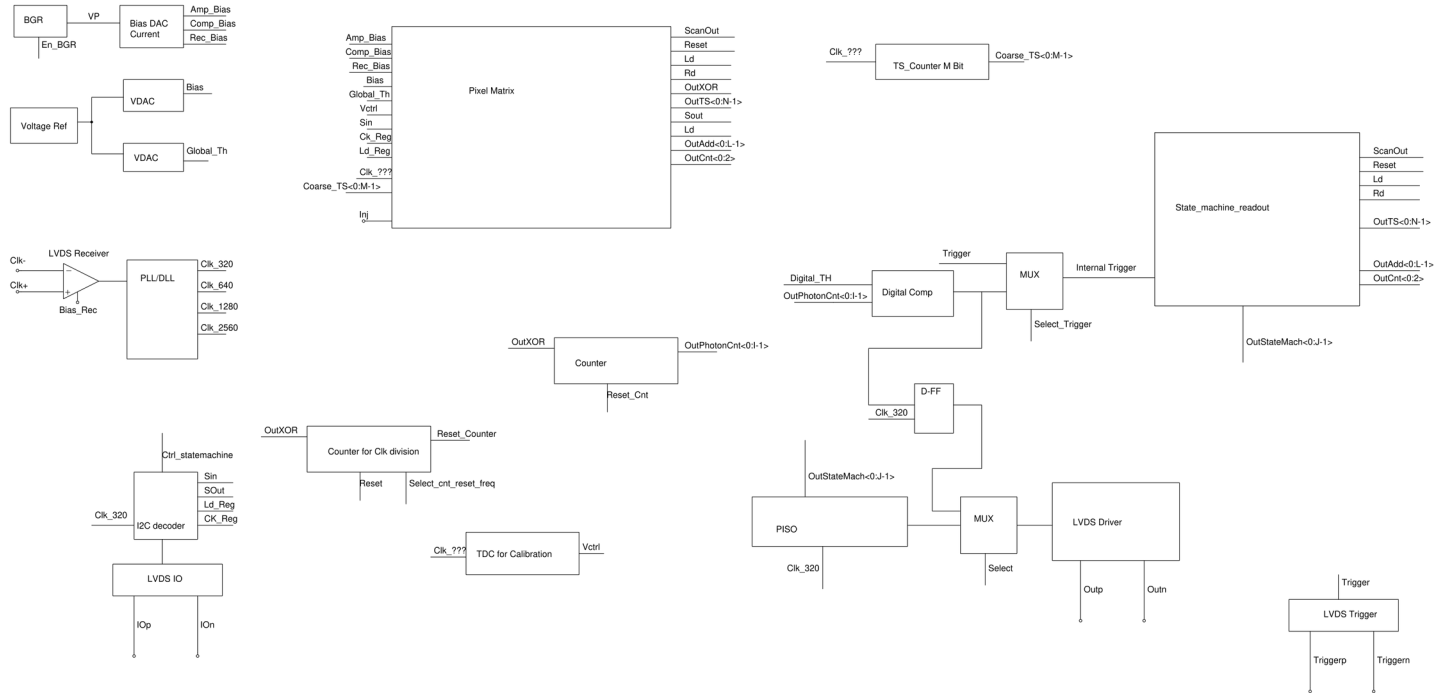 BGR
VP
En_BGR
Bias DAC
Current
Amp_Bias
Comp_Bias
Rec_Bias
Voltage Ref
VDAC
Bias
VDAC
Global_Th
Amp_Bias
Comp_Bias
Rec_Bias
Bias
Global_Th
Vctrl
Sin
Ck_Reg
Ld_Reg
Clk_???
Coarse_TS<0:M-1>
Inj
Pixel Matrix
ScanOut
Reset
Ld
Rd
OutXOR
OutTS<0:N-1>
Sout
Ld
OutAdd<0:L-1>
OutCnt<0:2>
Clk_???
TS_Counter M Bit
Coarse_TS<0:M-1>
State_machine_readout
ScanOut
Reset
Ld
Rd
OutTS<0:N-1>
OutAdd<0:L-1>
OutCnt<0:2>
OutStateMach<0:J-1>
LVDS Receiver
Clk-
Clk+
Bias_Rec
PLL/DLL
Clk_320
Clk_640
Clk_1280
Clk_2560
Digital_TH
OutPhotonCnt<0:I-1>
Digital Comp
Trigger
MUX
Select_Trigger
Internal Trigger
OutXOR
Counter
Reset_Cnt
OutPhotonCnt<0:I-1>
D-FF
Clk_320
OutXOR
Counter for Clk division
Reset_Counter
Reset
Select_cnt_reset_freq
Ctrl_statemachine
I2C decoder
Clk_320
Sin
SOut
Ld_Reg
CK_Reg
LVDS IO
IOp
IOn
Clk_???
TDC for Calibration
Vctrl
OutStateMach<0:J-1>
PISO
Clk_320
MUX
Select
LVDS Driver
Outp
Outn
Trigger
LVDS Trigger
Triggerp
Triggern